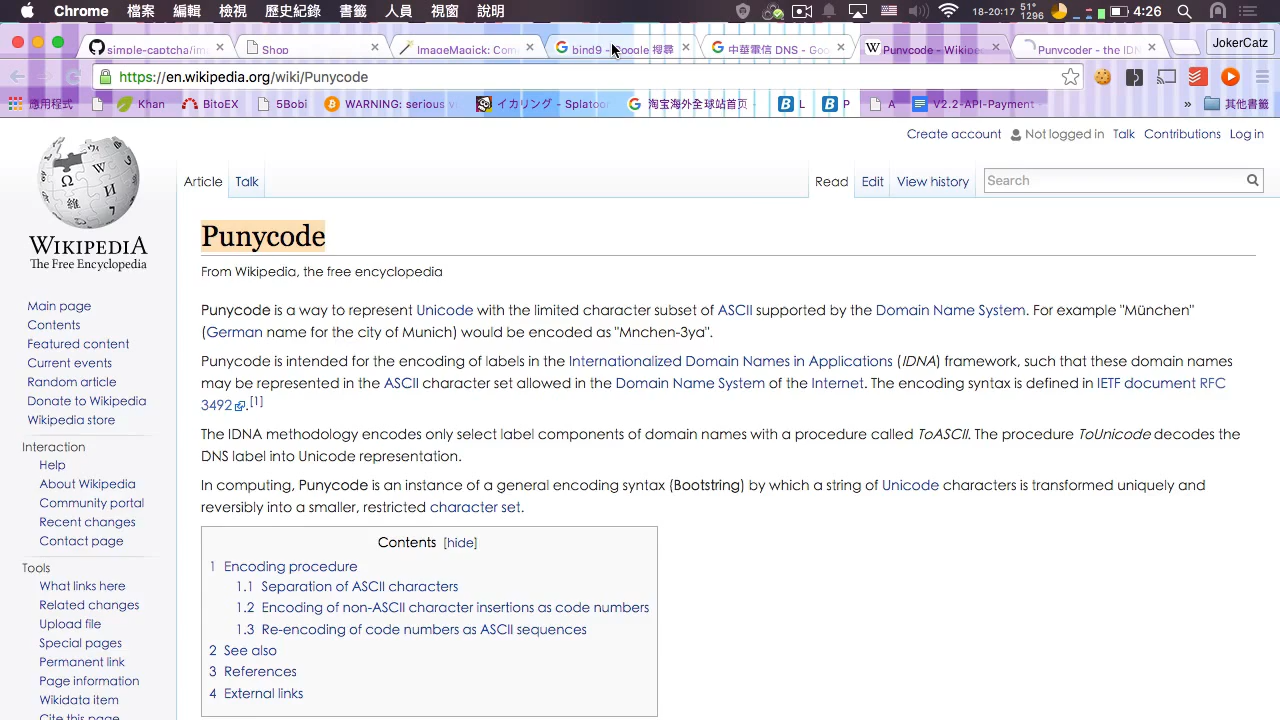 Chrome 檔案 編輯 檢視 歷史紀錄 書籤 人員 視窗 說明 18-20:17 51° 1296 4:26
simple-captcha/ima Shop ImageMagick: Com bind9 - Google 搜尋 中華電信 DNS - Goo Punycode - Wikipe Punycoder - the IDN JokerCatz
https://en.wikipedia.org/wiki/Punycode
應用程式 Khan BitoEX WARNING: serious v イカリング - Splatoon 淘宝海外全球站首页 - L P A V2.2-API-Payment - 其他書籤
Create account Not logged in Talk Contributions Log in
Article Talk Read Edit View history Search
WIKIPEDIA
The Free Encyclopedia
Main page
Contents
Featured content
Current events
Random article
Donate to Wikipedia
Wikipedia store
Interaction
Help
About Wikipedia
Community portal
Recent changes
Contact page
Tools
What links here
Related changes
Upload file
Special pages
Permanent link
Page information
Wikidata item
Cite this page
Punycode
From Wikipedia, the free encyclopedia
Punycode is a way to represent Unicode with the limited character subset of ASCII supported by the Domain Name System. For example "München"
(German name for the city of Munich) would be encoded as "Mnchen-3ya".
Punycode is intended for the encoding of labels in the Internationalized Domain Names in Applications (IDNA) framework, such that these domain names
may be represented in the ASCII character set allowed in the Domain Name System of the Internet. The encoding syntax is defined in IETF document RFC
3492.[1]
The IDNA methodology encodes only select label components of domain names with a procedure called ToASCII. The procedure ToUnicode decodes the
DNS label into Unicode representation.
In computing, Punycode is an instance of a general encoding syntax (Bootstring) by which a string of Unicode characters is transformed uniquely and
reversibly into a smaller, restricted character set.
Contents [hide]
1 Encoding procedure
1.1 Separation of ASCII characters
1.2 Encoding of non-ASCII character insertions as code numbers
1.3 Re-encoding of code numbers as ASCII sequences
2 See also
3 References
4 External links